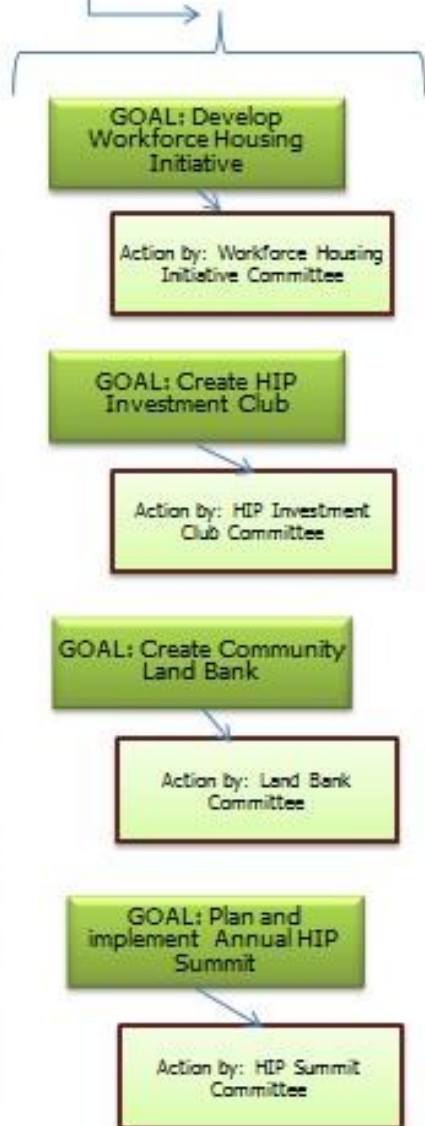 GOAL: Develop
Workforce Housing
Initiative
Action by: Workforce Housing
Initiative Committee
GOAL: Create HIP
Investment Club
Action by: HIP Investment
Club Committee
GOAL: Create Community
Land Bank
Action by: Land Bank
Committee
GOAL: Plan and
implement Annual HIP
Summit
Action by: HIP Summit
Committee